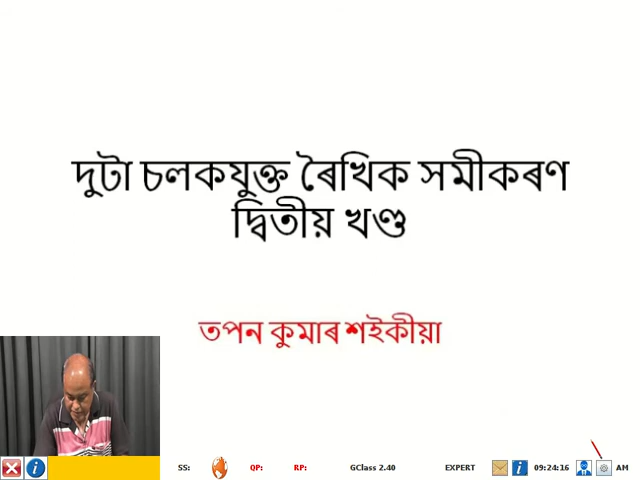 দুটা চলকযুক্ত ৰৈখিক সমীকৰণ
দ্বিতীয় খণ্ড
তপন কুমাৰ শইকীয়া
SS: QP: RP: GClass 2.40 EXPERT 09:24:16 AM